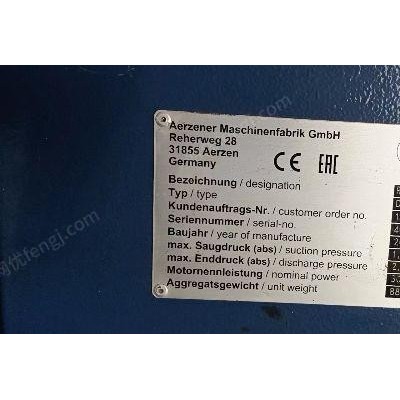 Aerzener Maschinenfabrik GmbH
Reherweg 28
31855 Aerzen
Germany
CE EAC
Bezeichnung / designation
Typ / type
Kundenauftrags-Nr. / customer order no.
Seriennummer / serial-no.
Baujahr / year of manufacture
max. Saugdruck (abs) / suction pressure
max. Enddruck (abs) / discharge pressure
Motornennleistung / nominal power
Aggregatsgewicht / unit weight